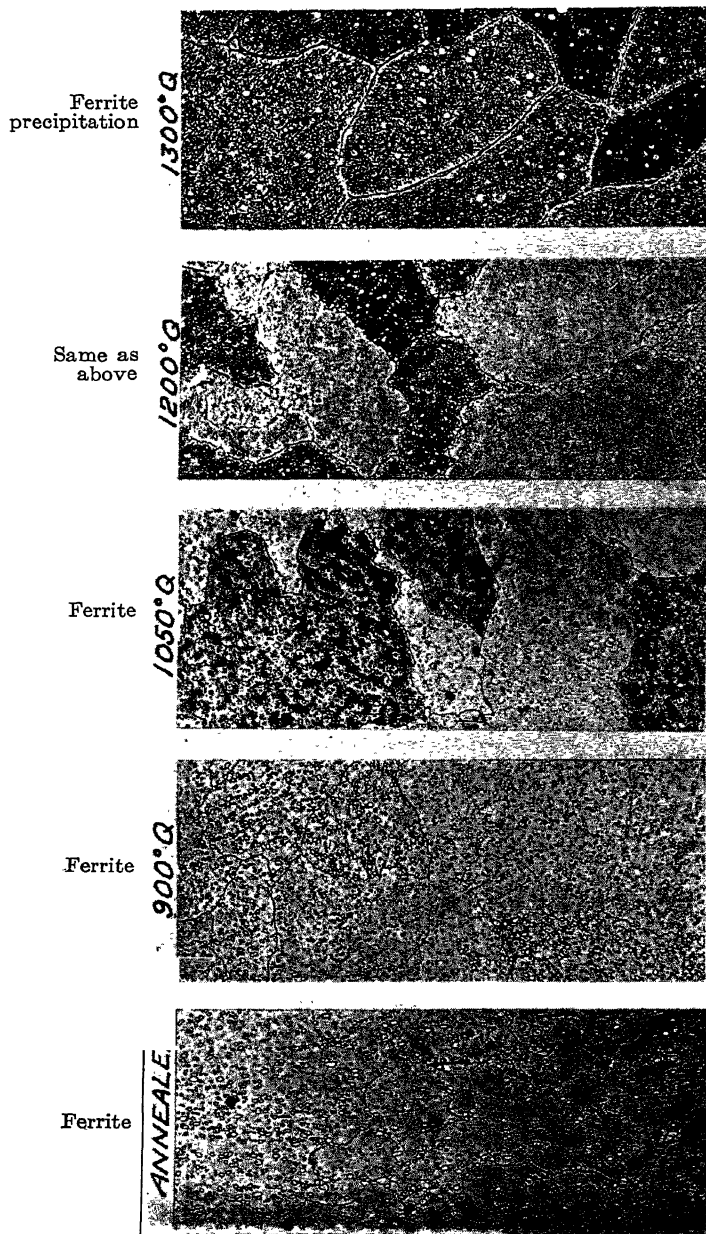 Ferrite
precipitation
1300°Q
Same as
above
1200°Q
Ferrite
1050°Q
Ferrite
900°Q
Ferrite
ANNEALE